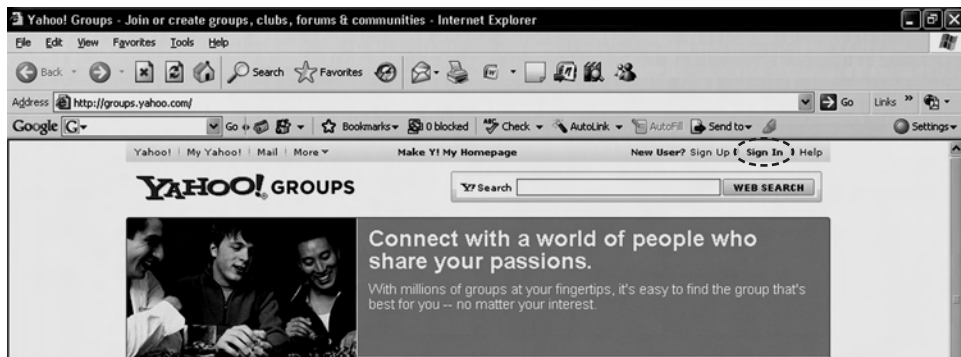 Yahoo! Groups - Join or create groups, clubs, forums & communities - Internet Explorer
File Edit View Favorites Tools Help
Back Search Favorites
Address http://groups.yahoo.com/ Go Links »
Google G Go Bookmarks 0 blocked ABC Check AutoLink AutoFill Send to Settings
Yahoo! My Yahoo! Mail More Make Y! My Homepage New User? Sign Up Sign In Help
YAHOO! GROUPS Y! Search WEB SEARCH
Connect with a world of people who
share your passions.
With millions of groups at your fingertips, it's easy to find the group that's
best for you -- no matter your interest.